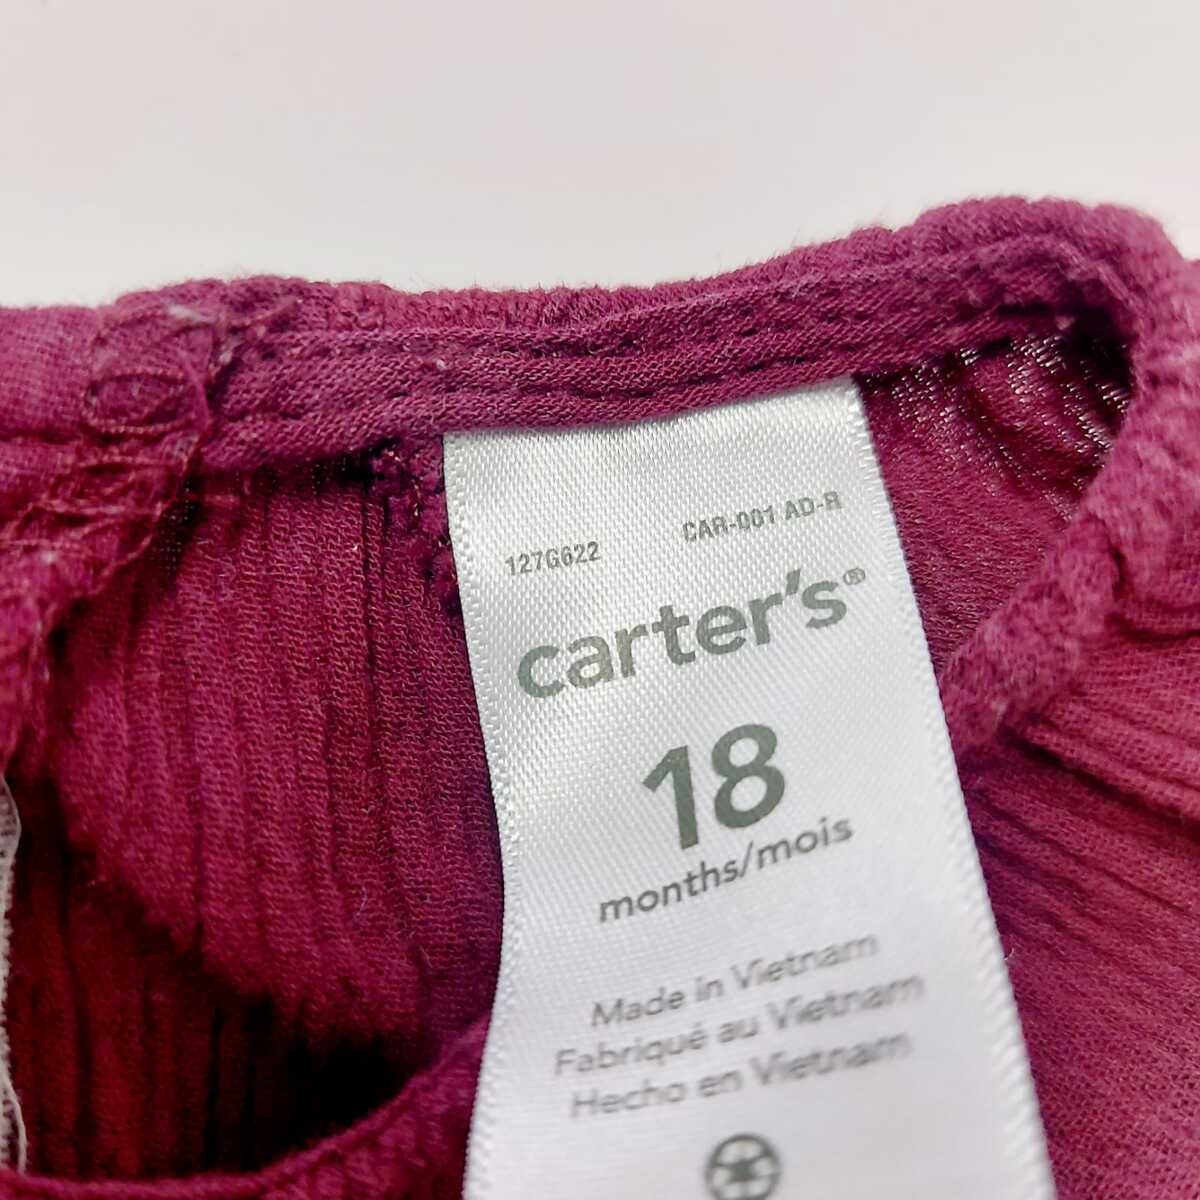 127G622 CAR-001 AD-R
carter's®
18
months/mois
Made in Vietnam
Fabriqué au Vietnam
Hecho en Vietnam